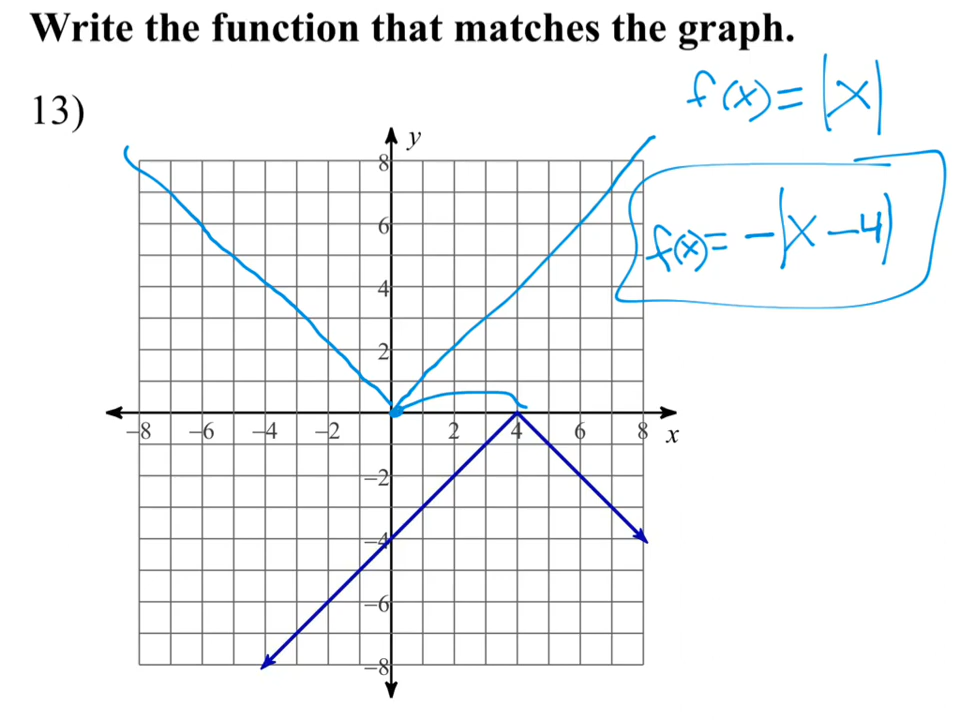 Write the function that matches the graph.
f(x) = |x|
13)
y
8
6
f(x) = -|x - 4|
4
2
-8 -6 -4 -2 2 4 6 8 x
-2
-4
-6
-8